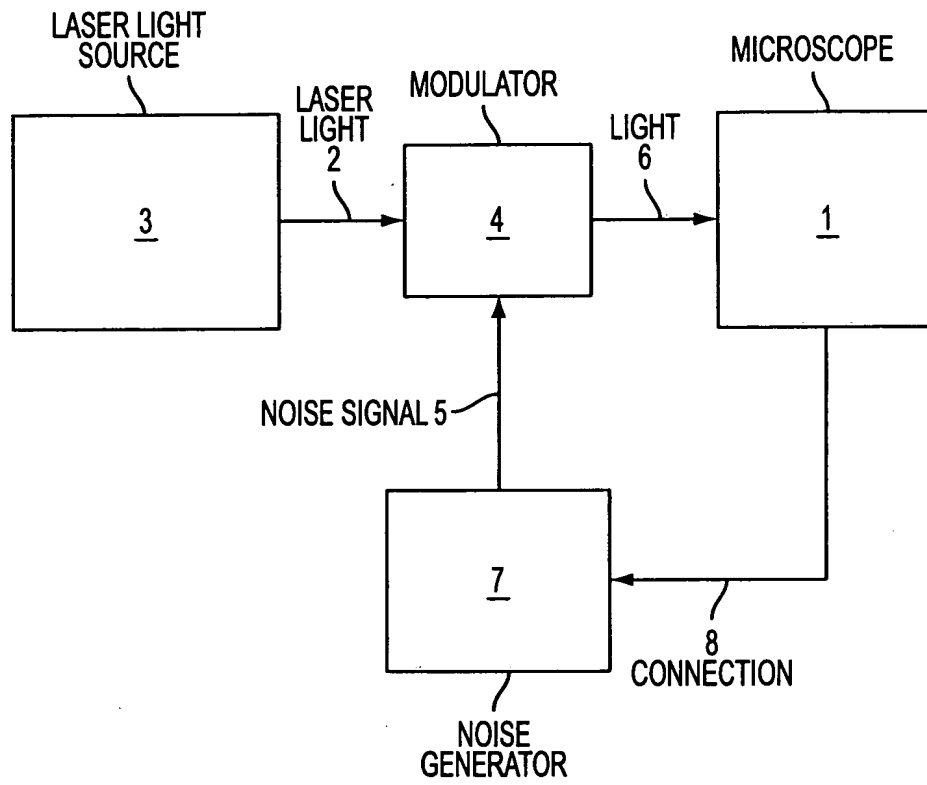 LASER LIGHT
SOURCE
3
LASER
LIGHT
2
MODULATOR
4
LIGHT
6
MICROSCOPE
1
NOISE SIGNAL 5
7
NOISE
GENERATOR
8
CONNECTION